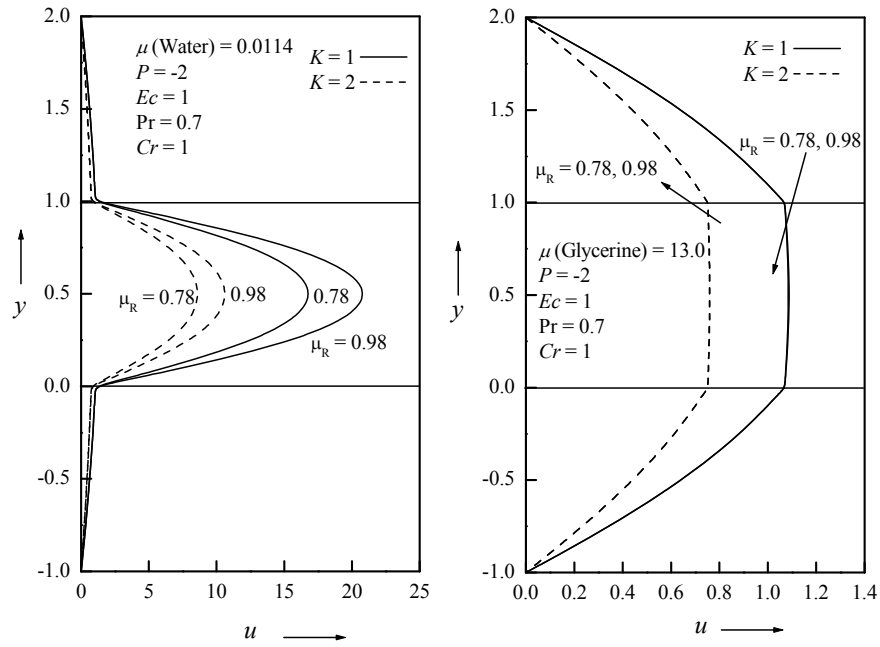 2.0
1.5
1.0
0.5
0.0
-0.5
-1.0
y
0
5
10
15
20
25
u
μ (Water) = 0.0114
P = -2
Ec = 1
Pr = 0.7
Cr = 1
K = 1
K = 2
μR = 0.78
0.98
0.78
μR = 0.98
2.0
1.5
1.0
0.5
0.0
-0.5
-1.0
y
0.0
0.2
0.4
0.6
0.8
1.0
1.2
1.4
u
K = 1
K = 2
μR = 0.78, 0.98
μR = 0.78, 0.98
μ (Glycerine) = 13.0
P = -2
Ec = 1
Pr = 0.7
Cr = 1